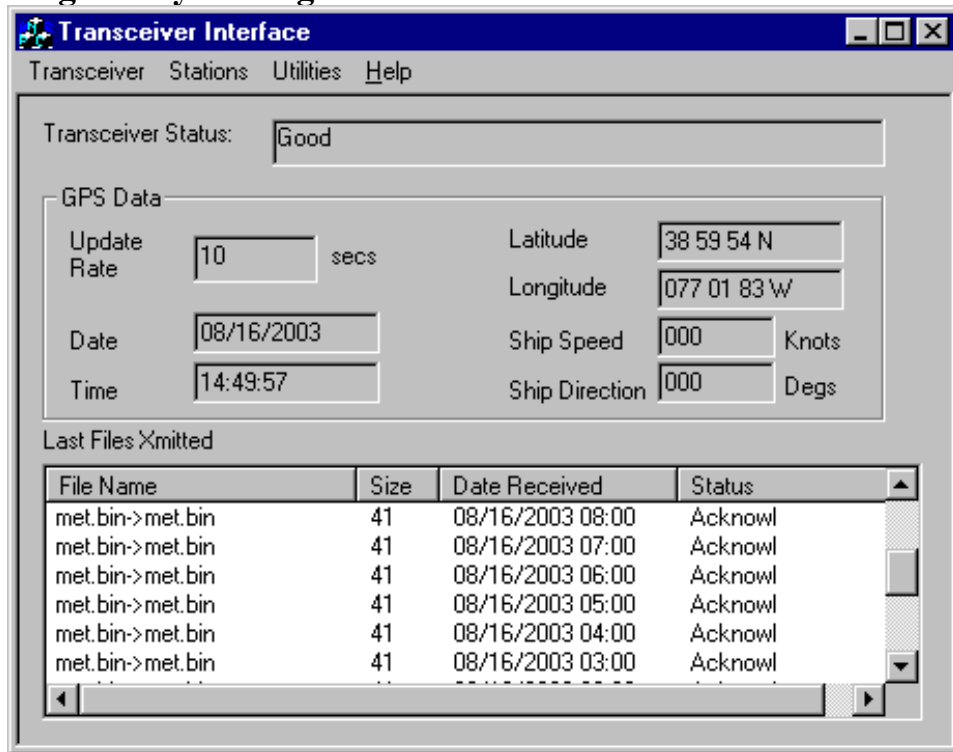 Transceiver Interface
Transceiver Stations Utilities Help
Transceiver Status: Good
GPS Data
Update Rate 10 secs
Latitude 38 59 54 N
Longitude 077 01 83 W
Date 08/16/2003
Ship Speed 000 Knots
Time 14:49:57
Ship Direction 000 Degs
Last Files Xmitted
File Name Size Date Received Status
met.bin->met.bin 41 08/16/2003 08:00 Acknowl
met.bin->met.bin 41 08/16/2003 07:00 Acknowl
met.bin->met.bin 41 08/16/2003 06:00 Acknowl
met.bin->met.bin 41 08/16/2003 05:00 Acknowl
met.bin->met.bin 41 08/16/2003 04:00 Acknowl
met.bin->met.bin 41 08/16/2003 03:00 Acknowl